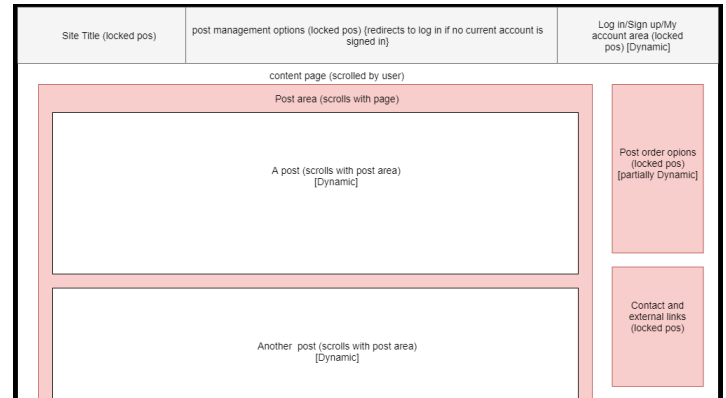 Site Title (locked pos)
post management options (locked pos) {redirects to log in if no current account is
signed in}
Log in/Sign up/My
account area (locked
pos) [Dynamic]
content page (scrolled by user)
Post area (scrolls with page)
A post (scrolls with post area)
[Dynamic]
Post order opions
(locked pos)
[partially Dynamic]
Contact and
external links
(locked pos)
Another  post (scrolls with post area)
[Dynamic]